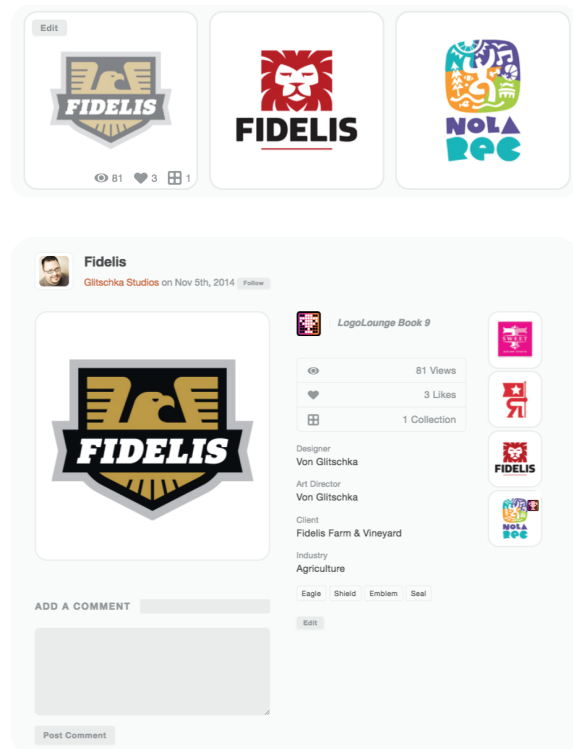 Edit
FIDELIS
FIDELIS
NOLA
REC
81 3 1
Fidelis
Glitschka Studios on Nov 5th, 2014 Follow
LogoLounge Book 9
SWEET
81 Views
3 Likes
1 Collection
FIDELIS
Designer
Von Glitschka
Art Director
Von Glitschka
FIDELIS
Client
Fidelis Farm & Vineyard
NOLA
REC
Industry
Agriculture
Eagle Shield Emblem Seal
Edit
ADD A COMMENT
Post Comment